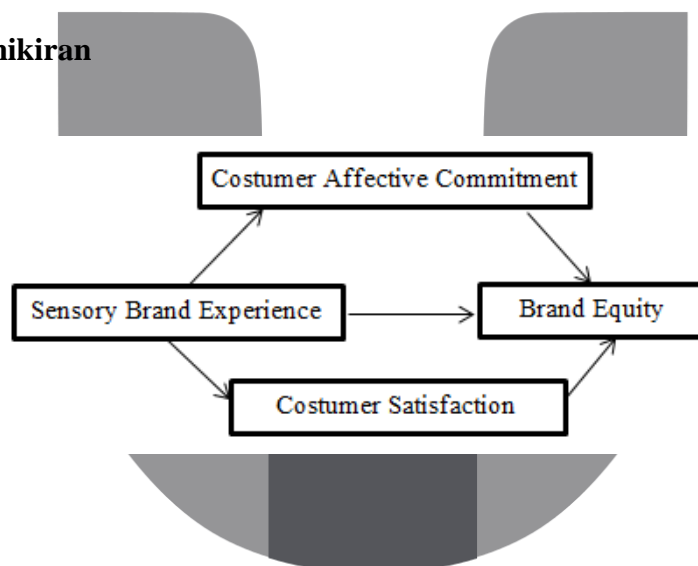 nikiran
Costumer Affective Commitment
Sensory Brand Experience
Brand Equity
Costumer Satisfaction